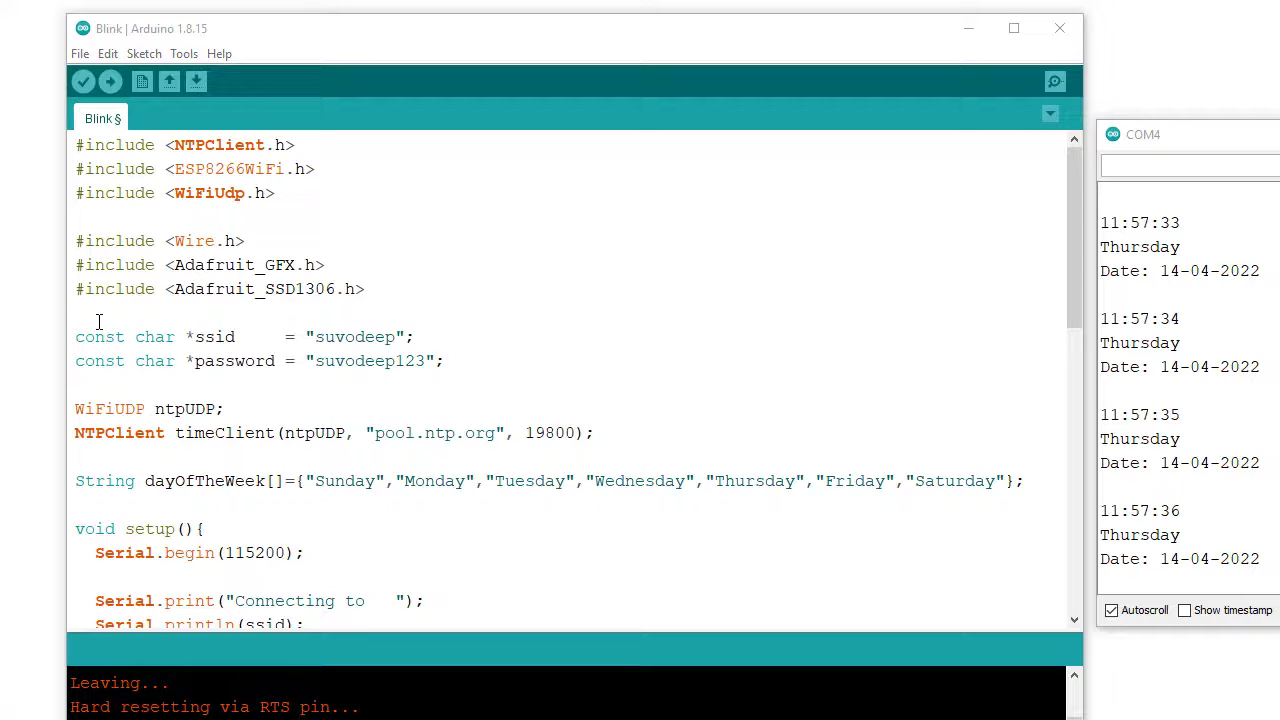 Blink | Arduino 1.8.15
File Edit Sketch Tools Help
Blink §
#include <NTPClient.h>
#include <ESP8266WiFi.h>
#include <WiFiUdp.h>
#include <Wire.h>
#include <Adafruit_GFX.h>
#include <Adafruit_SSD1306.h>
const char *ssid     = "suvodeep";
const char *password = "suvodeep123";
WiFiUDP ntpUDP;
NTPClient timeClient(ntpUDP, "pool.ntp.org", 19800);
String dayOfTheWeek[]={"Sunday","Monday","Tuesday","Wednesday","Thursday","Friday","Saturday"};
void setup(){
  Serial.begin(115200);
  Serial.print("Connecting to   ");
  Serial.println(ssid);
Leaving...
Hard resetting via RTS pin...
COM4
11:57:33
Thursday
Date: 14-04-2022
11:57:34
Thursday
Date: 14-04-2022
11:57:35
Thursday
Date: 14-04-2022
11:57:36
Thursday
Date: 14-04-2022
Autoscroll Show timestamp